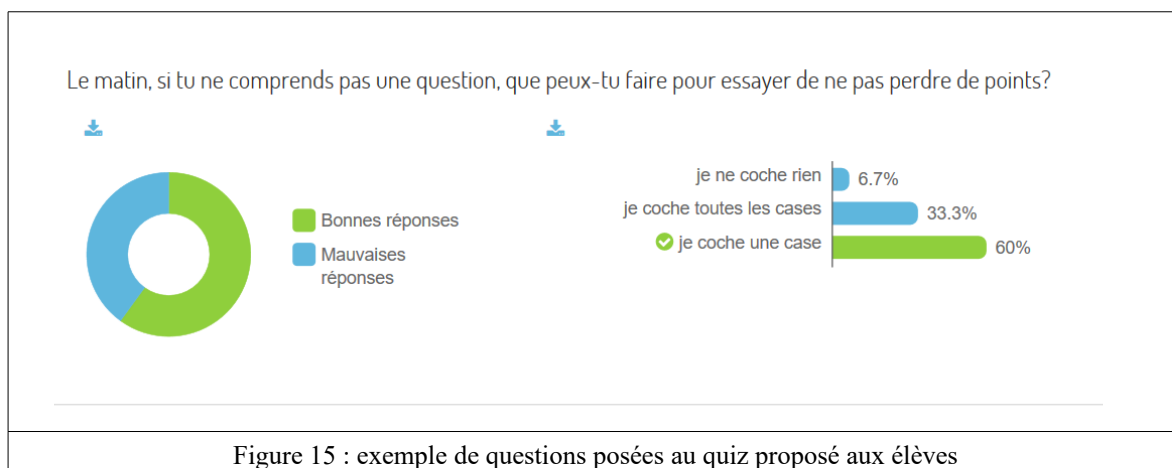 Le matin, si tu ne comprends pas une question, que peux-tu faire pour essayer de ne pas perdre de points?
Bonnes réponses
Mauvaises
réponses
je ne coche rien 6.7%
je coche toutes les cases 33.3%
je coche une case 60%
Figure 15 : exemple de questions posées au quiz proposé aux élèves